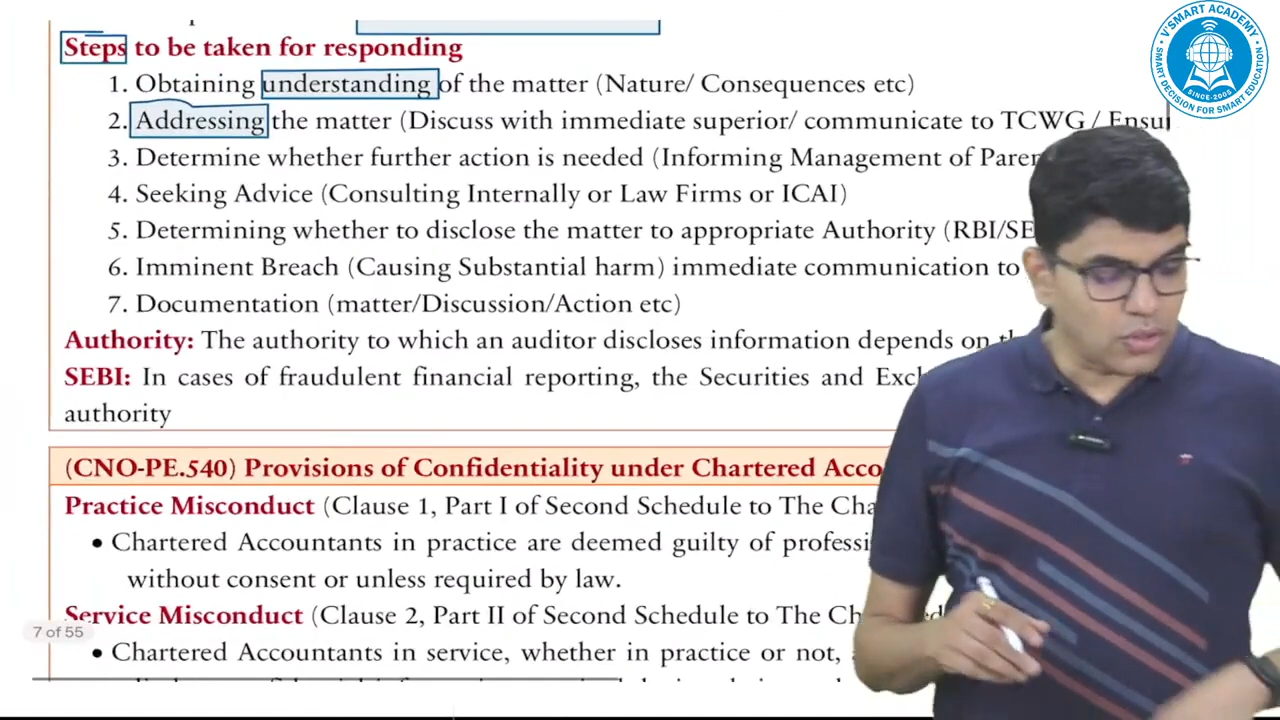 Steps to be taken for responding
1. Obtaining understanding of the matter (Nature/ Consequences etc)
2. Addressing the matter (Discuss with immediate superior/ communicate to TCWG / Ensu
3. Determine whether further action is needed (Informing Management of Paren
4. Seeking Advice (Consulting Internally or Law Firms or ICAI)
5. Determining whether to disclose the matter to appropriate Authority (RBI/SE
6. Imminent Breach (Causing Substantial harm) immediate communication to
7. Documentation (matter/Discussion/Action etc)
Authority: The authority to which an auditor discloses information depends on
SEBI: In cases of fraudulent financial reporting, the Securities and Exc
authority
(CNO-PE.540) Provisions of Confidentiality under Chartered Acco
Practice Misconduct (Clause 1, Part I of Second Schedule to The Cha
• Chartered Accountants in practice are deemed guilty of professi
without consent or unless required by law.
Service Misconduct (Clause 2, Part II of Second Schedule to The Ch
7 of 55
• Chartered Accountants in service, whether in practice or not,
V'SMART ACADEMY
SINCE-2005
SMART DECISION FOR SMART EDUCATION